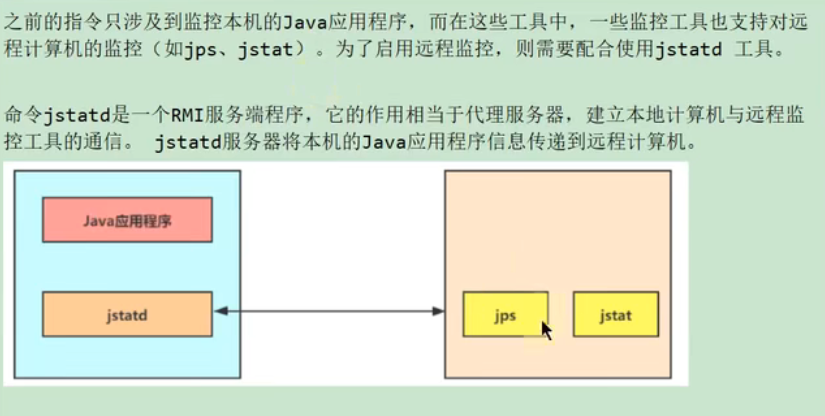 之前的指令只涉及到监控本机的Java应用程序，而在这些工具中，一些监控工具也支持对远
程计算机的监控（如jps、jstat）。为了启用远程监控，则需要配合使用jstatd 工具。
命令jstatd是一个RMI服务端程序，它的作用相当于代理服务器，建立本地计算机与远程监
控工具的通信。 jstatd服务器将本机的Java应用程序信息传递到远程计算机。
Java应用程序
jstatd
jps
jstat